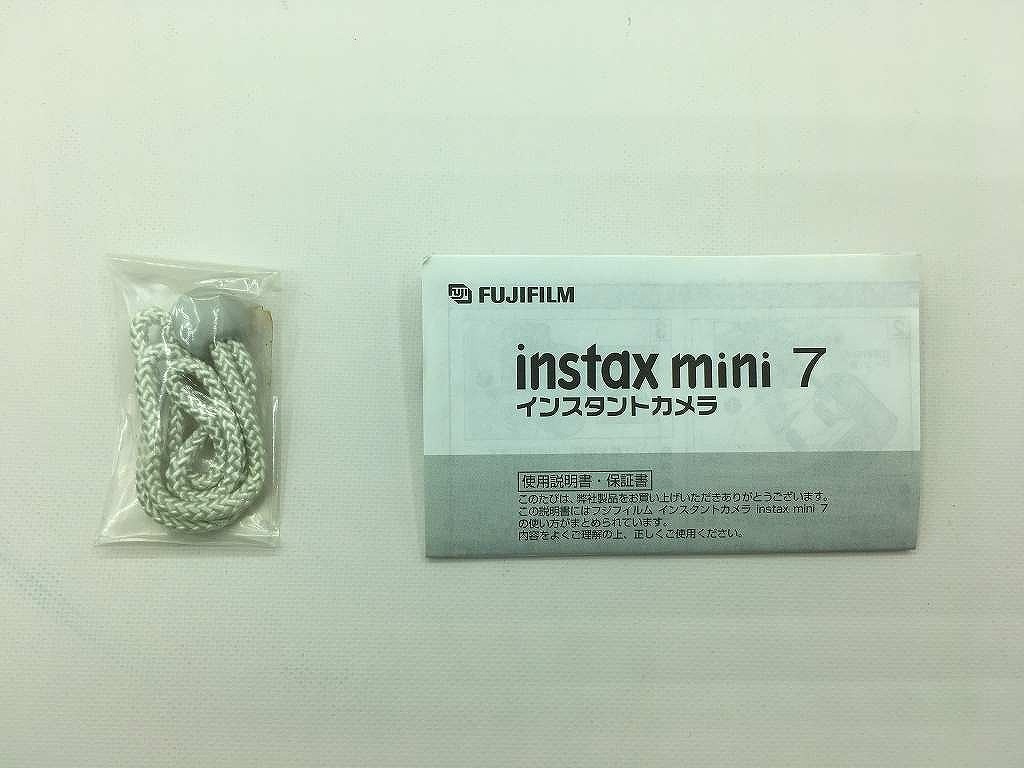 FUJI FUJIFILM
instax mini 7
インスタントカメラ
使用説明書・保証書
このたびは、弊社製品をお買い上げいただきありがとうございます。
この説明書にはフジフィルム インスタントカメラ instax mini 7
の使い方がまとめられています。
内容をよくご理解の上、正しくご使用ください。